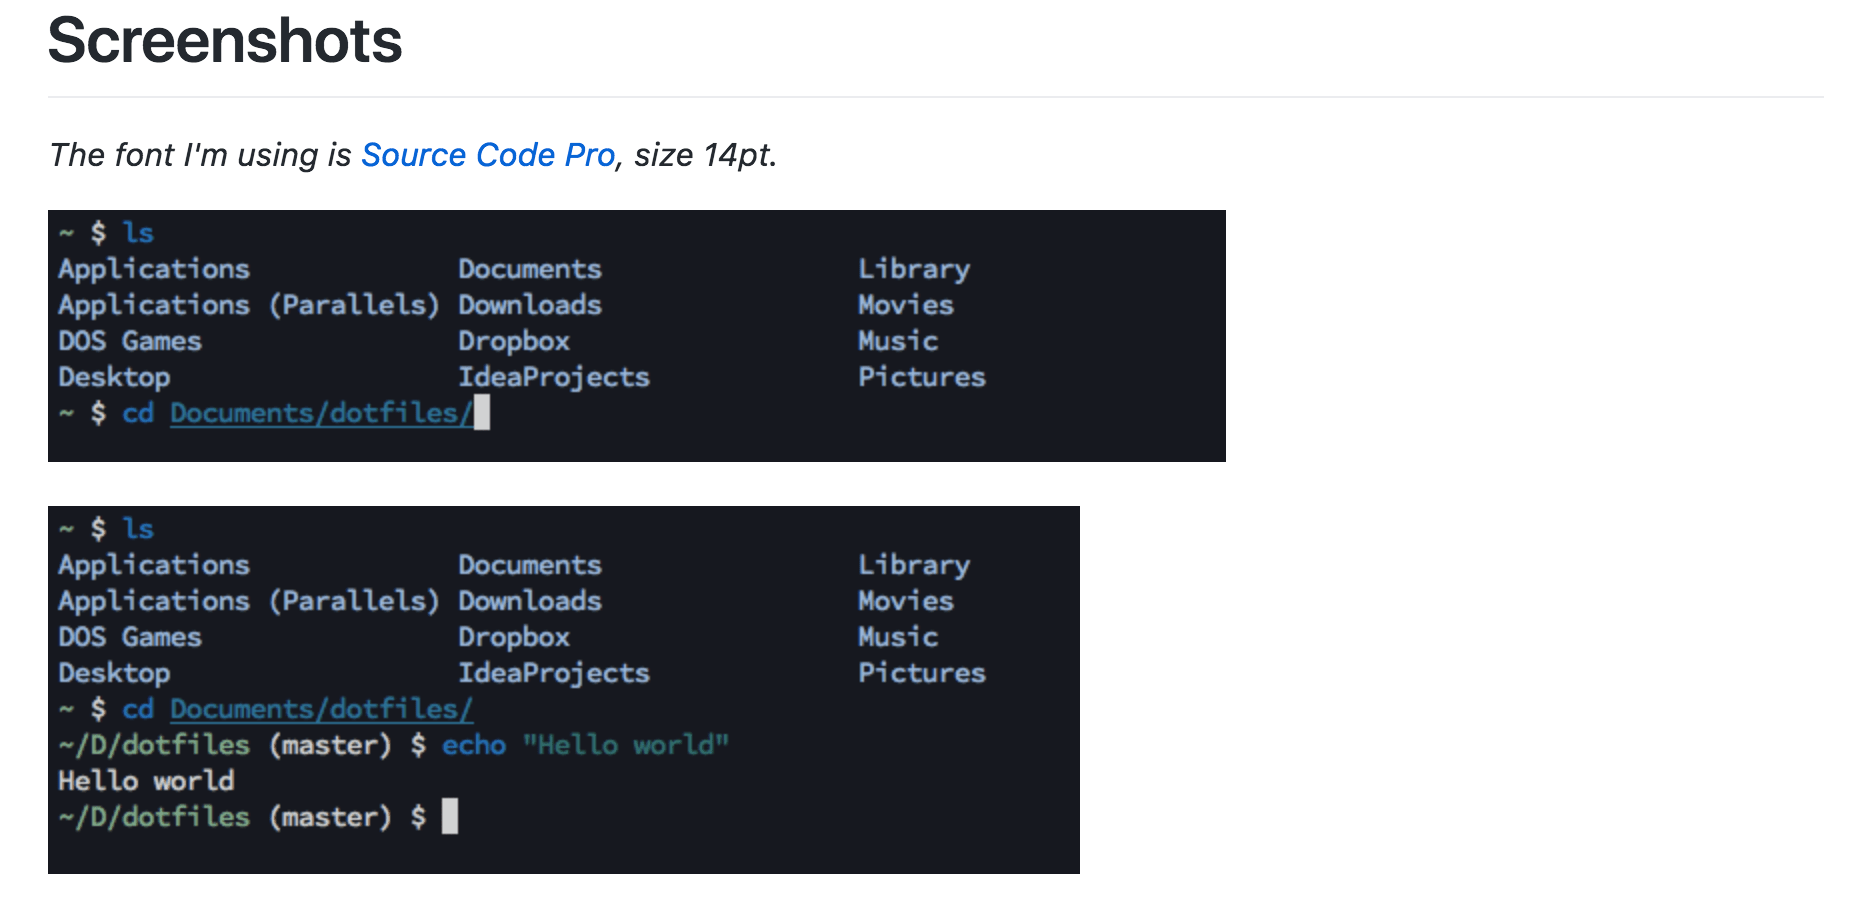 Screenshots
The font I'm using is Source Code Pro, size 14pt.
~ $ ls
Applications Documents Library
Applications (Parallels) Downloads Movies
DOS Games Dropbox Music
Desktop IdeaProjects Pictures
~ $ cd Documents/dotfiles/
~ $ ls
Applications Documents Library
Applications (Parallels) Downloads Movies
DOS Games Dropbox Music
Desktop IdeaProjects Pictures
~ $ cd Documents/dotfiles/
~/D/dotfiles (master) $ echo "Hello world"
Hello world
~/D/dotfiles (master) $